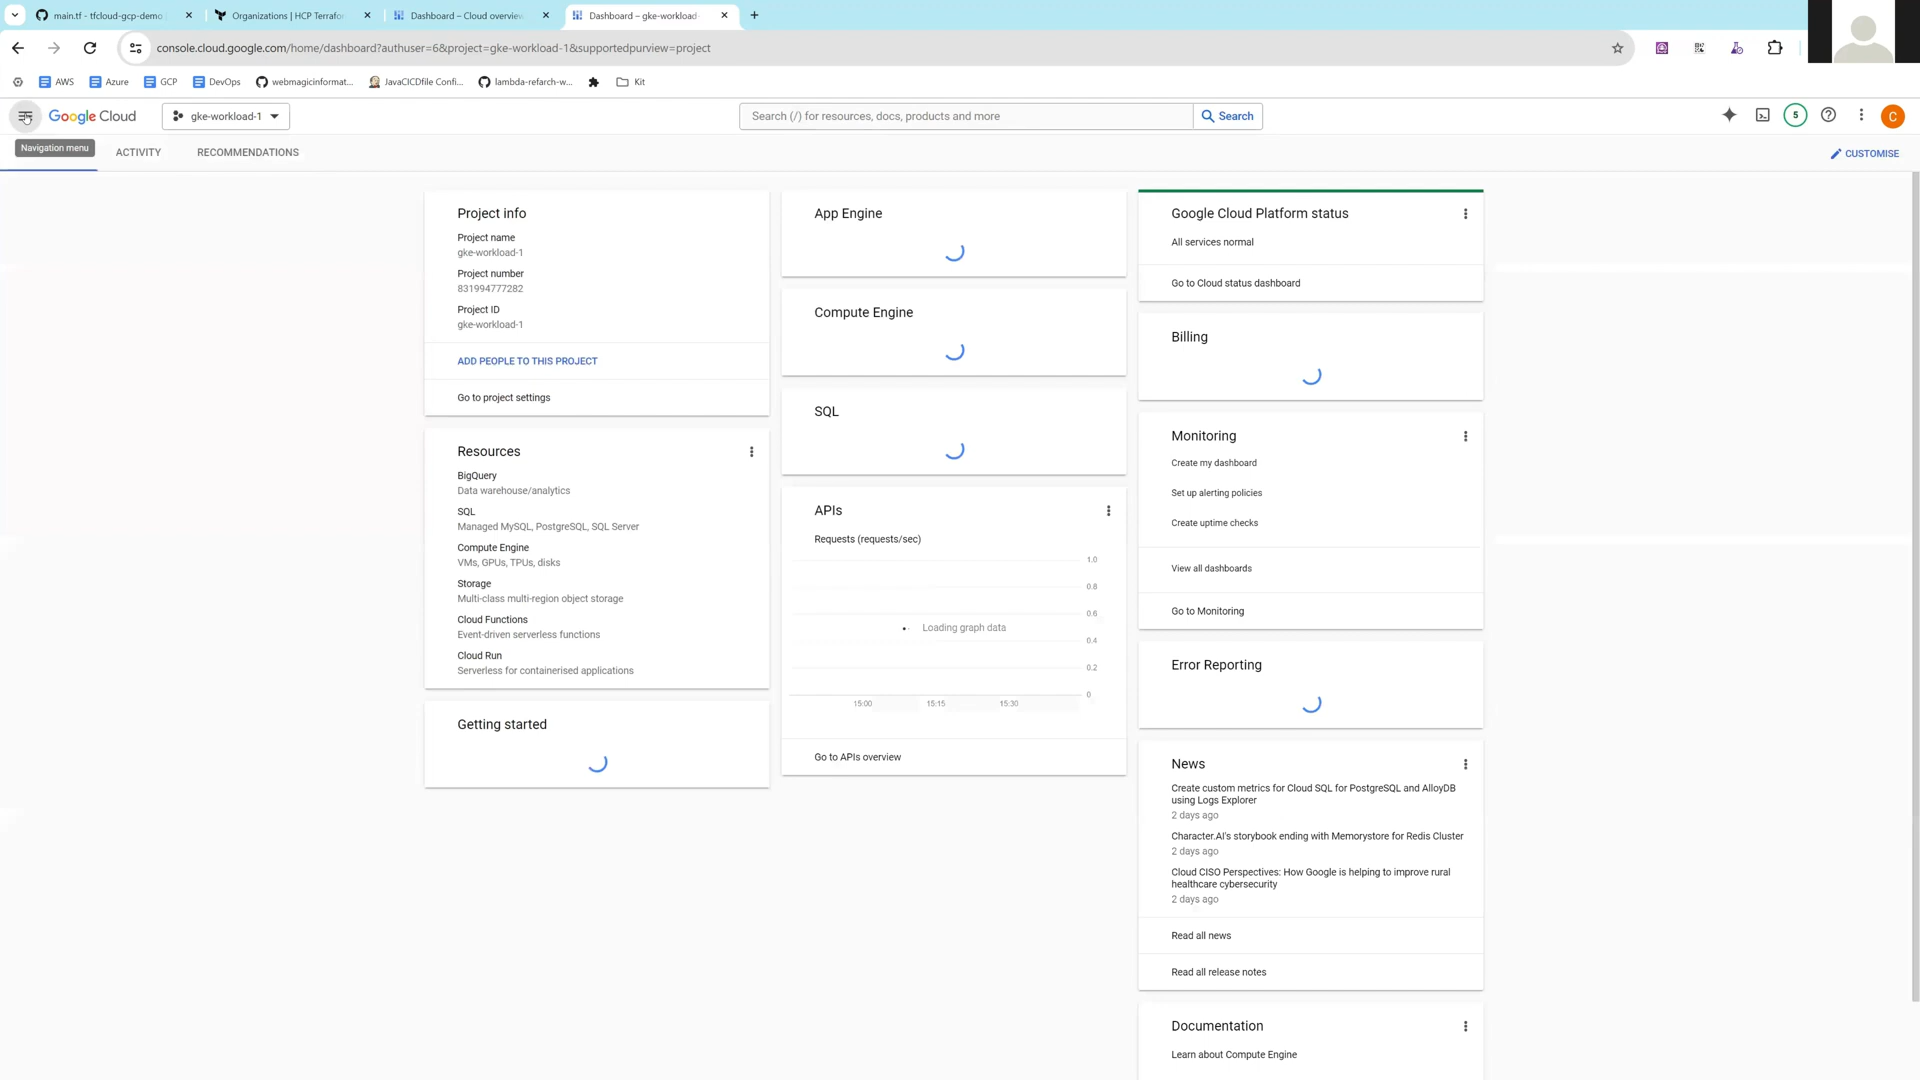 main.tf - tfcloud-gcp-demo
Organizations | HCP Terrafor
Dashboard – Cloud overview
Dashboard – gke-workload-
console.cloud.google.com/home/dashboard?authuser=6&project=gke-workload-1&supportedpurview=project
AWS
Azure
GCP
DevOps
webmagicinformat...
JavaCICDfile Confi...
lambda-refarch-w...
Kit
Google Cloud
gke-workload-1
Search (/) for resources, docs, products and more
Search
5
C
Navigation menu
ACTIVITY
RECOMMENDATIONS
CUSTOMISE
Project info
Project name
gke-workload-1
Project number
831994777282
Project ID
gke-workload-1
ADD PEOPLE TO THIS PROJECT
Go to project settings
Resources
BigQuery
Data warehouse/analytics
SQL
Managed MySQL, PostgreSQL, SQL Server
Compute Engine
VMs, GPUs, TPUs, disks
Storage
Multi-class multi-region object storage
Cloud Functions
Event-driven serverless functions
Cloud Run
Serverless for containerised applications
Getting started
App Engine
Compute Engine
SQL
APIs
Requests (requests/sec)
1.0
0.8
0.6
Loading graph data
0.4
0.2
0
15:00
15:15
15:30
Go to APIs overview
Google Cloud Platform status
All services normal
Go to Cloud status dashboard
Billing
Monitoring
Create my dashboard
Set up alerting policies
Create uptime checks
View all dashboards
Go to Monitoring
Error Reporting
News
Create custom metrics for Cloud SQL for PostgreSQL and AlloyDB
using Logs Explorer
2 days ago
Character.AI's storybook ending with Memorystore for Redis Cluster
2 days ago
Cloud CISO Perspectives: How Google is helping to improve rural
healthcare cybersecurity
2 days ago
Read all news
Read all release notes
Documentation
Learn about Compute Engine